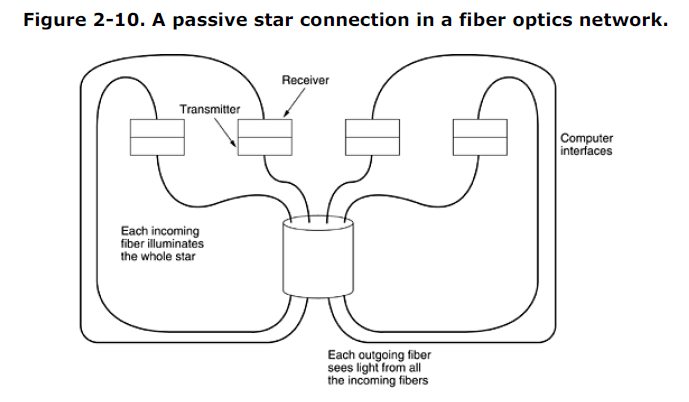 Figure 2-10. A passive star connection in a fiber optics network.
Receiver
Transmitter
Computer
interfaces
Each incoming
fiber illuminates
the whole star
Each outgoing fiber
sees light from all
the incoming fibers